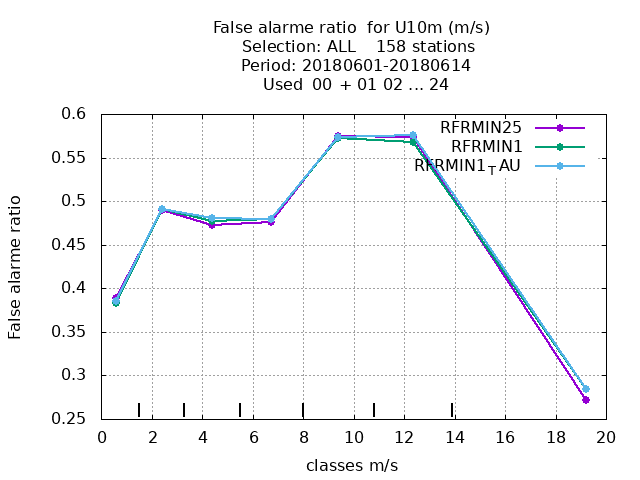 False alarme ratio  for U10m (m/s)
Selection: ALL    158 stations
Period: 20180601-20180614
Used  00 + 01 02 ... 24
0.6
RFRMIN25
RFRMIN1
0.55
RFRMIN1TAU
0.5
0.45
0.4
0.35
0.3
0.25
False alarme ratio
0 2 4 6 8 10 12 14 16 18 20
classes m/s